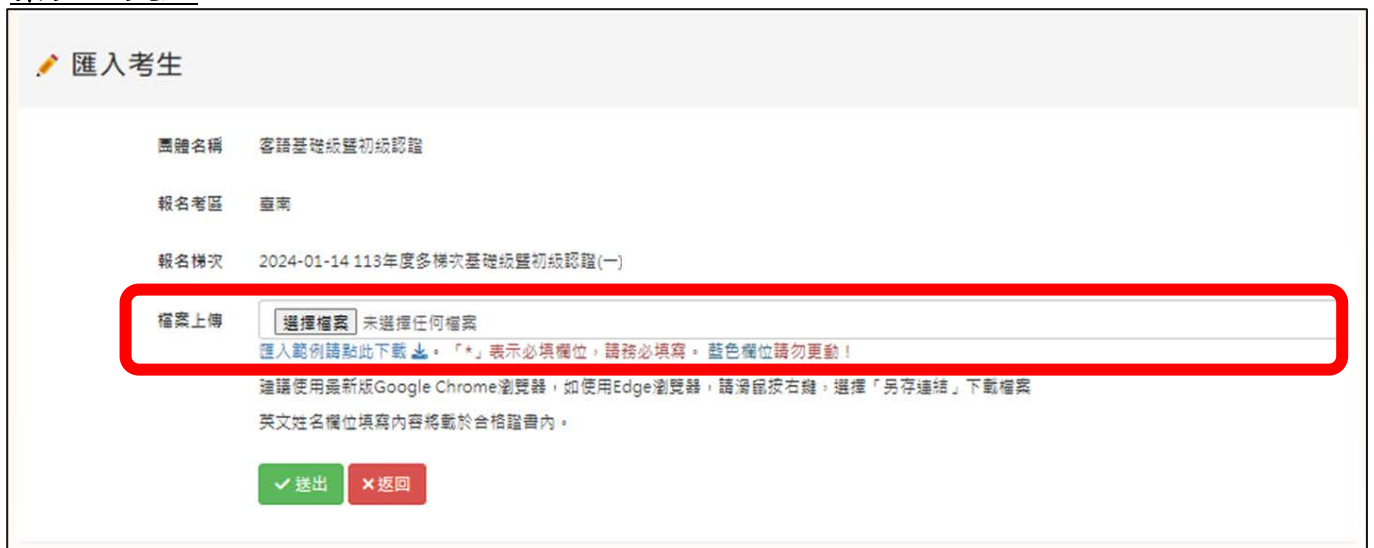 匯入考生
團體名稱 客語基礎級暨初級認證
報名考區 臺南
報名梯次 2024-01-14 113年度多梯次基礎級暨初級認證(一)
檔案上傳 選擇檔案 未選擇任何檔案
匯入範例請點此下載。「*」表示必填欄位，請務必填寫。藍色欄位請勿更動！
建議使用最新版Google Chrome瀏覽器，如使用Edge瀏覽器，請滑鼠按右鍵，選擇「另存連結」下載檔案
英文姓名欄位填寫內容將載於合格證書內。
送出 返回